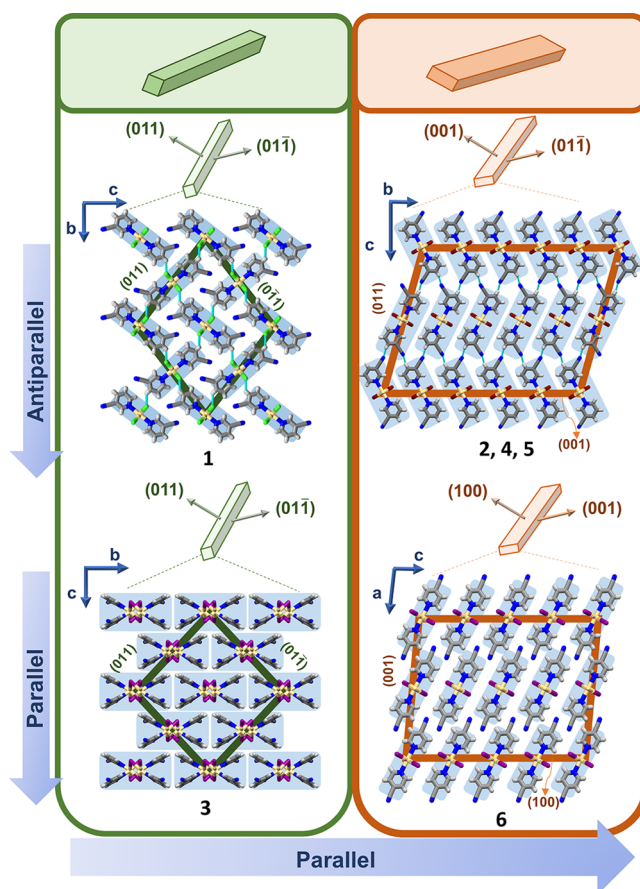 (011)
(01̄1̄)
c
b
(011)
(01̄1)
1
(001)
(011̄)
b
c
(011)
(001)
2, 4, 5
Antiparallel
(011)
(011̄)
b
c
(011)
(011̄)
3
(100)
(001)
c
a
(001)
(100)
6
Parallel
Parallel